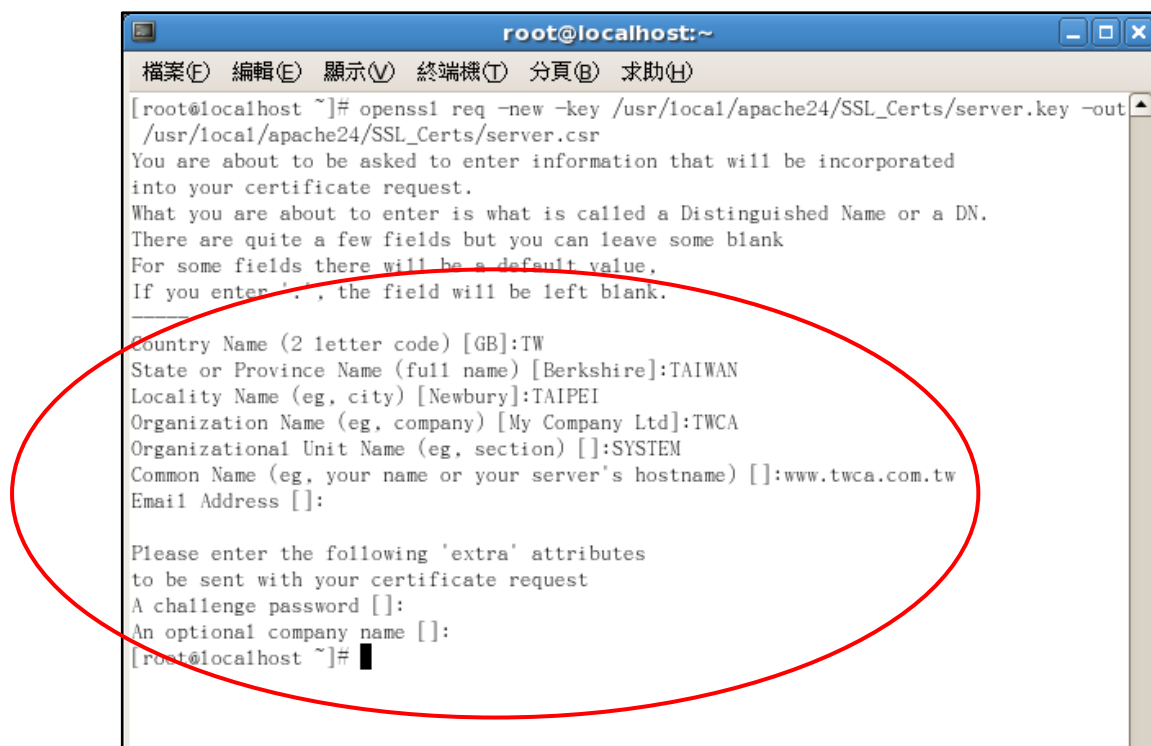 root@localhost:~
檔案(F) 編輯(E) 顯示(V) 終端機(T) 分頁(B) 求助(H)
[root@localhost ~]# openssl req -new -key /usr/local/apache24/SSL_Certs/server.key -out
/usr/local/apache24/SSL_Certs/server.csr
You are about to be asked to enter information that will be incorporated
into your certificate request.
What you are about to enter is what is called a Distinguished Name or a DN.
There are quite a few fields but you can leave some blank
For some fields there will be a default value,
If you enter '.', the field will be left blank.
-----
Country Name (2 letter code) [GB]:TW
State or Province Name (full name) [Berkshire]:TAIWAN
Locality Name (eg, city) [Newbury]:TAIPEI
Organization Name (eg, company) [My Company Ltd]:TWCA
Organizational Unit Name (eg, section) []:SYSTEM
Common Name (eg, your name or your server's hostname) []:www.twca.com.tw
Email Address []:
Please enter the following 'extra' attributes
to be sent with your certificate request
A challenge password []:
An optional company name []:
[root@localhost ~]#